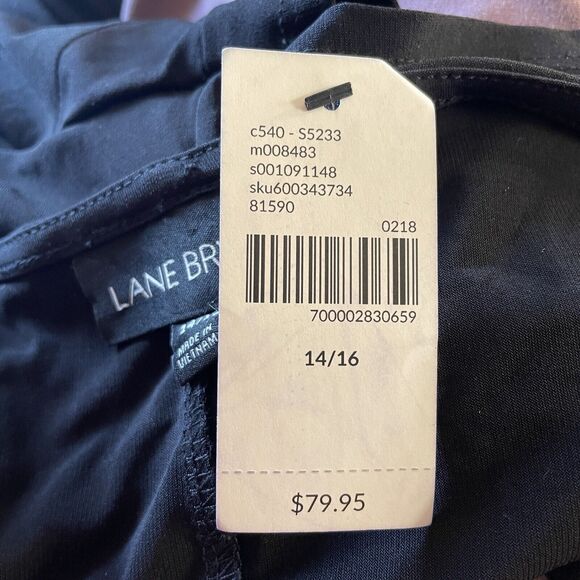 c540 - S5233
m008483
s001091148
sku600343734
81590
0218
700002830659
14/16
$79.95
LANE BR
MADE IN
VIETNAM